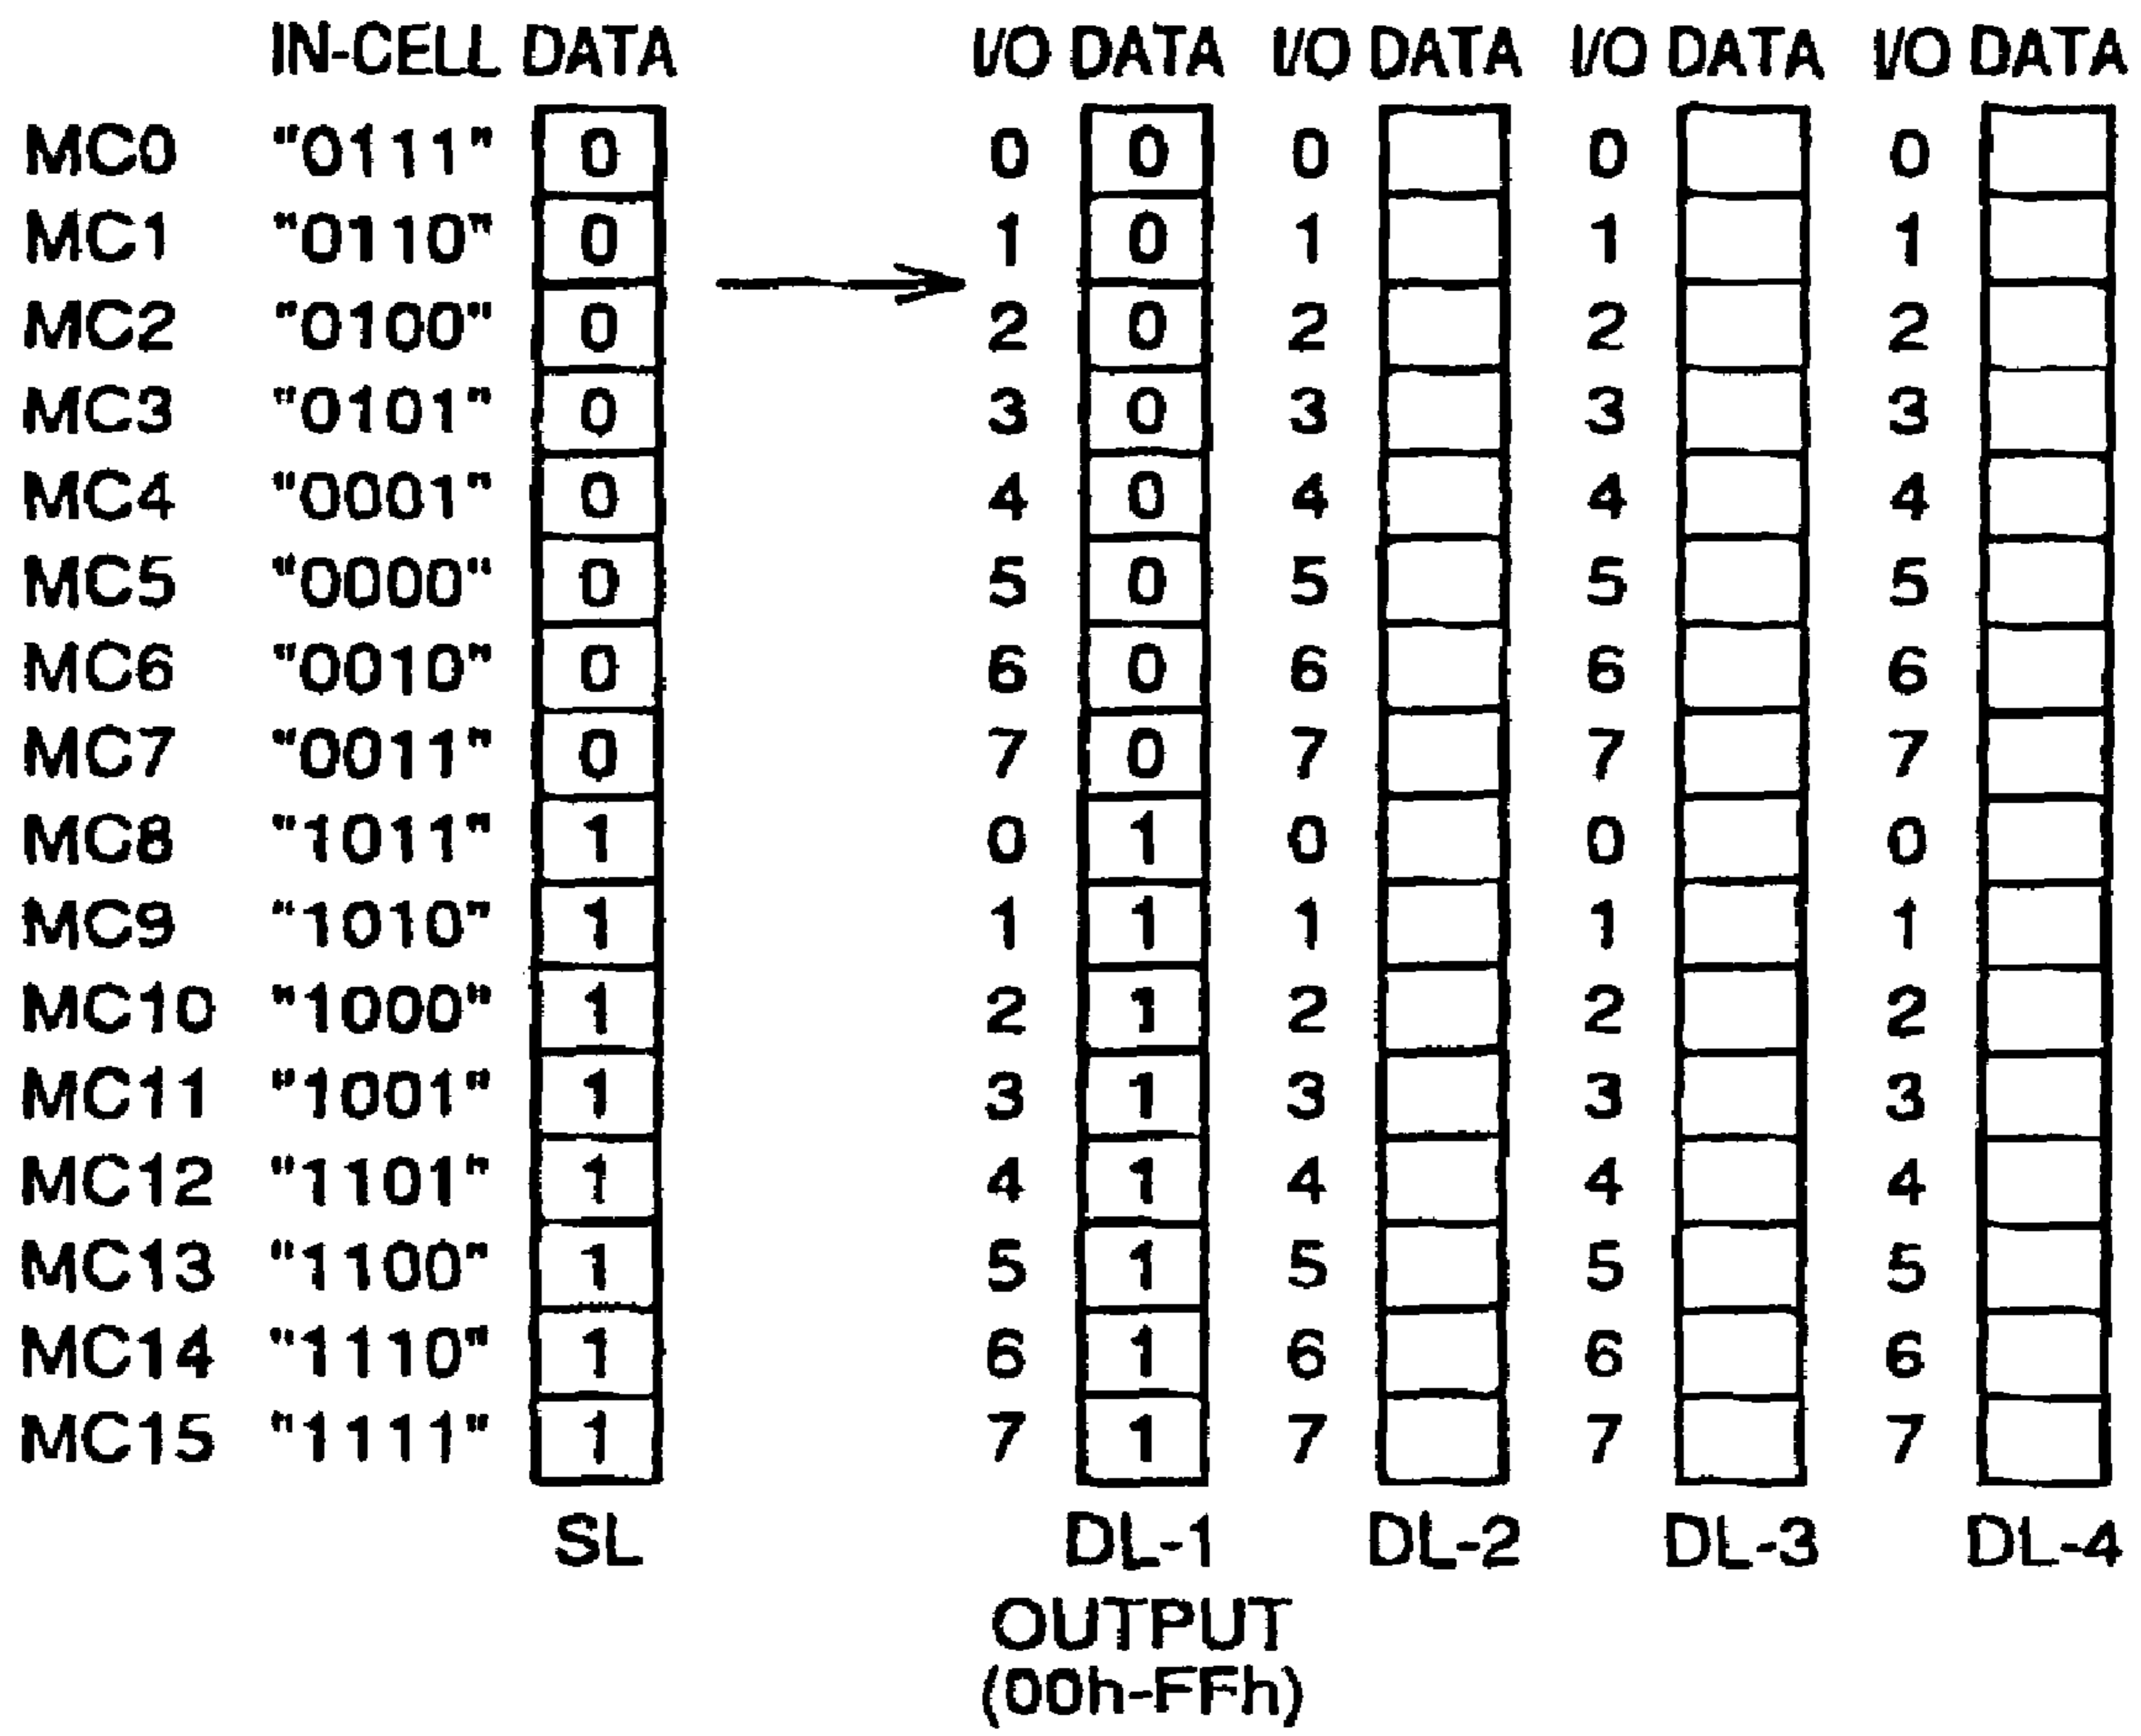 IN-CELL DATA I/O DATA I/O DATA I/O DATA I/O DATA
MC0 "0111" 0 0 0 0 0 0
MC1 "0110" 0 1 0 1 1 1
MC2 "0100" 0 2 0 2 2 2
MC3 "0101" 0 3 0 3 3 3
MC4 "0001" 0 4 0 4 4 4
MC5 "0000" 0 5 0 5 5 5
MC6 "0010" 0 6 0 6 6 6
MC7 "0011" 0 7 0 7 7 7
MC8 "1011" 1 0 1 0 0 0
MC9 "1010" 1 1 1 1 1 1
MC10 "1000" 1 2 1 2 2 2
MC11 "1001" 1 3 1 3 3 3
MC12 "1101" 1 4 1 4 4 4
MC13 "1100" 1 5 1 5 5 5
MC14 "1110" 1 6 1 6 6 6
MC15 "1111" 1 7 1 7 7 7
SL DL-1 DL-2 DL-3 DL-4
OUTPUT
(00h-FFh)